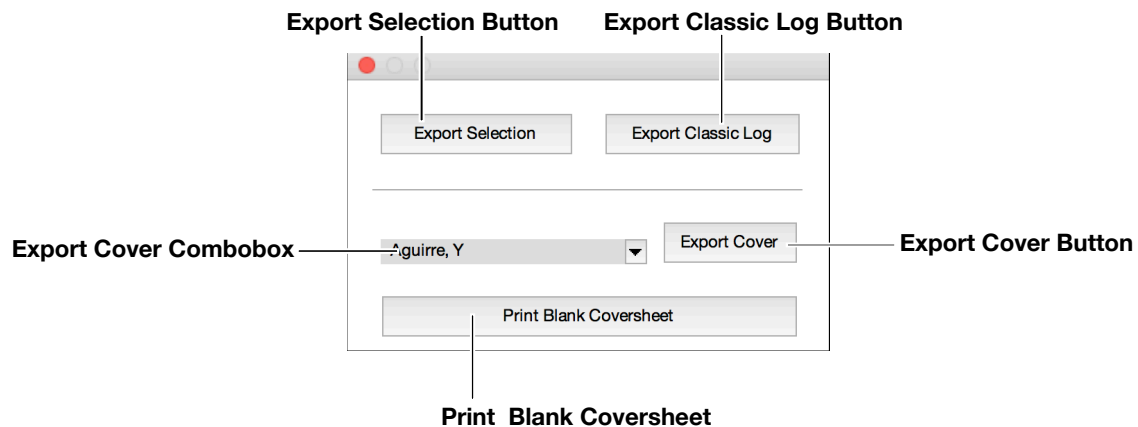 Export Selection Button
Export Classic Log Button
Export Selection
Export Classic Log
Export Cover Combobox
Aguirre, Y
Export Cover
Export Cover Button
Print Blank Coversheet
Print Blank Coversheet